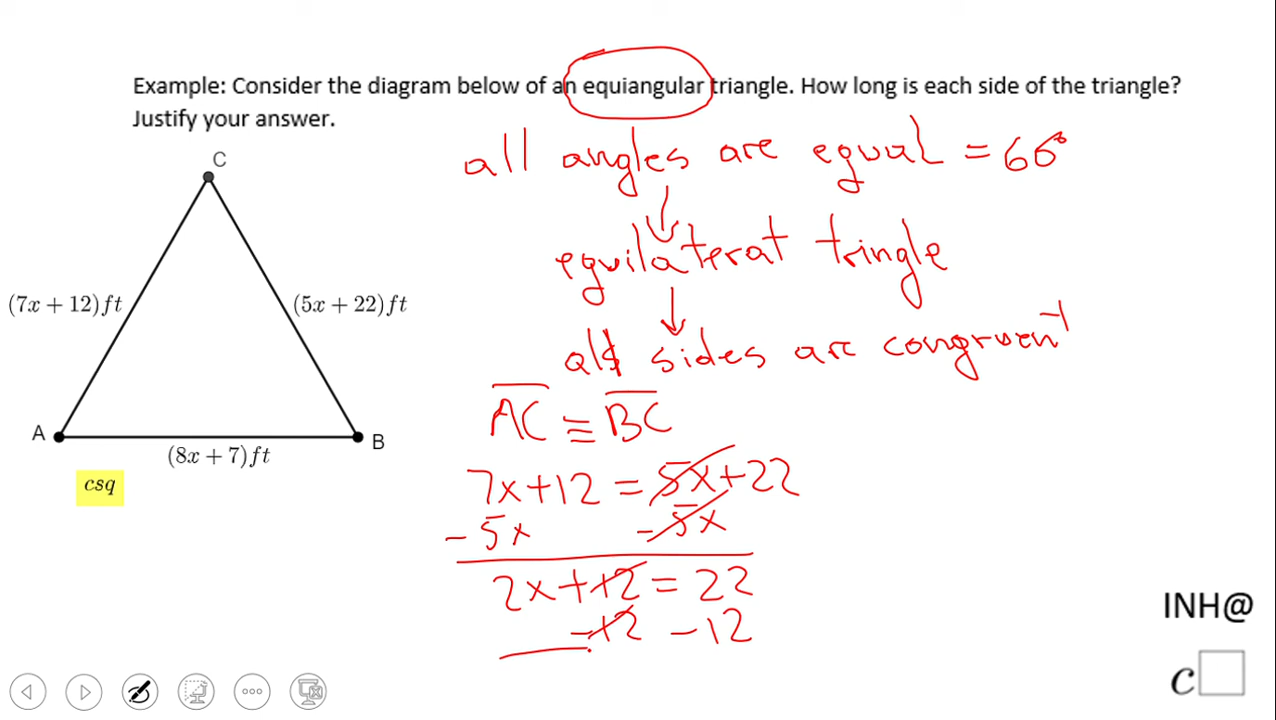 Example: Consider the diagram below of an equiangular triangle. How long is each side of the triangle?
Justify your answer.
all angles are equal = 60°
equilaterat tringle
all sides are congruent
C
(7x + 12)ft
(5x + 22)ft
A
B
(8x + 7)ft
csq
AC ≅ BC
7x+12 = 5x+22
-5x -5x
2x+12 = 22
-12 -12
INH@
c